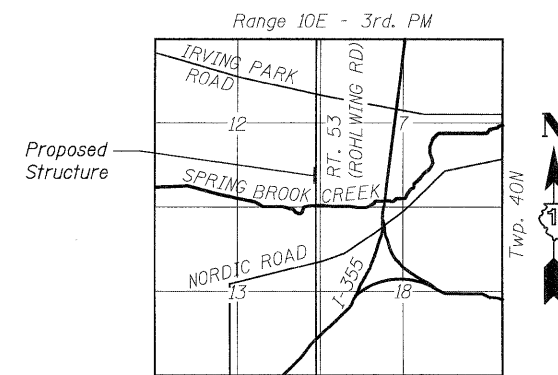 Range 10E - 3rd. PM
IRVING PARK
ROAD
RT. 53
(ROHLWING RD)
12
7
N
Proposed
Structure
SPRING BROOK CREEK
Twp. 40N
NORDIC ROAD
I-355
13
18